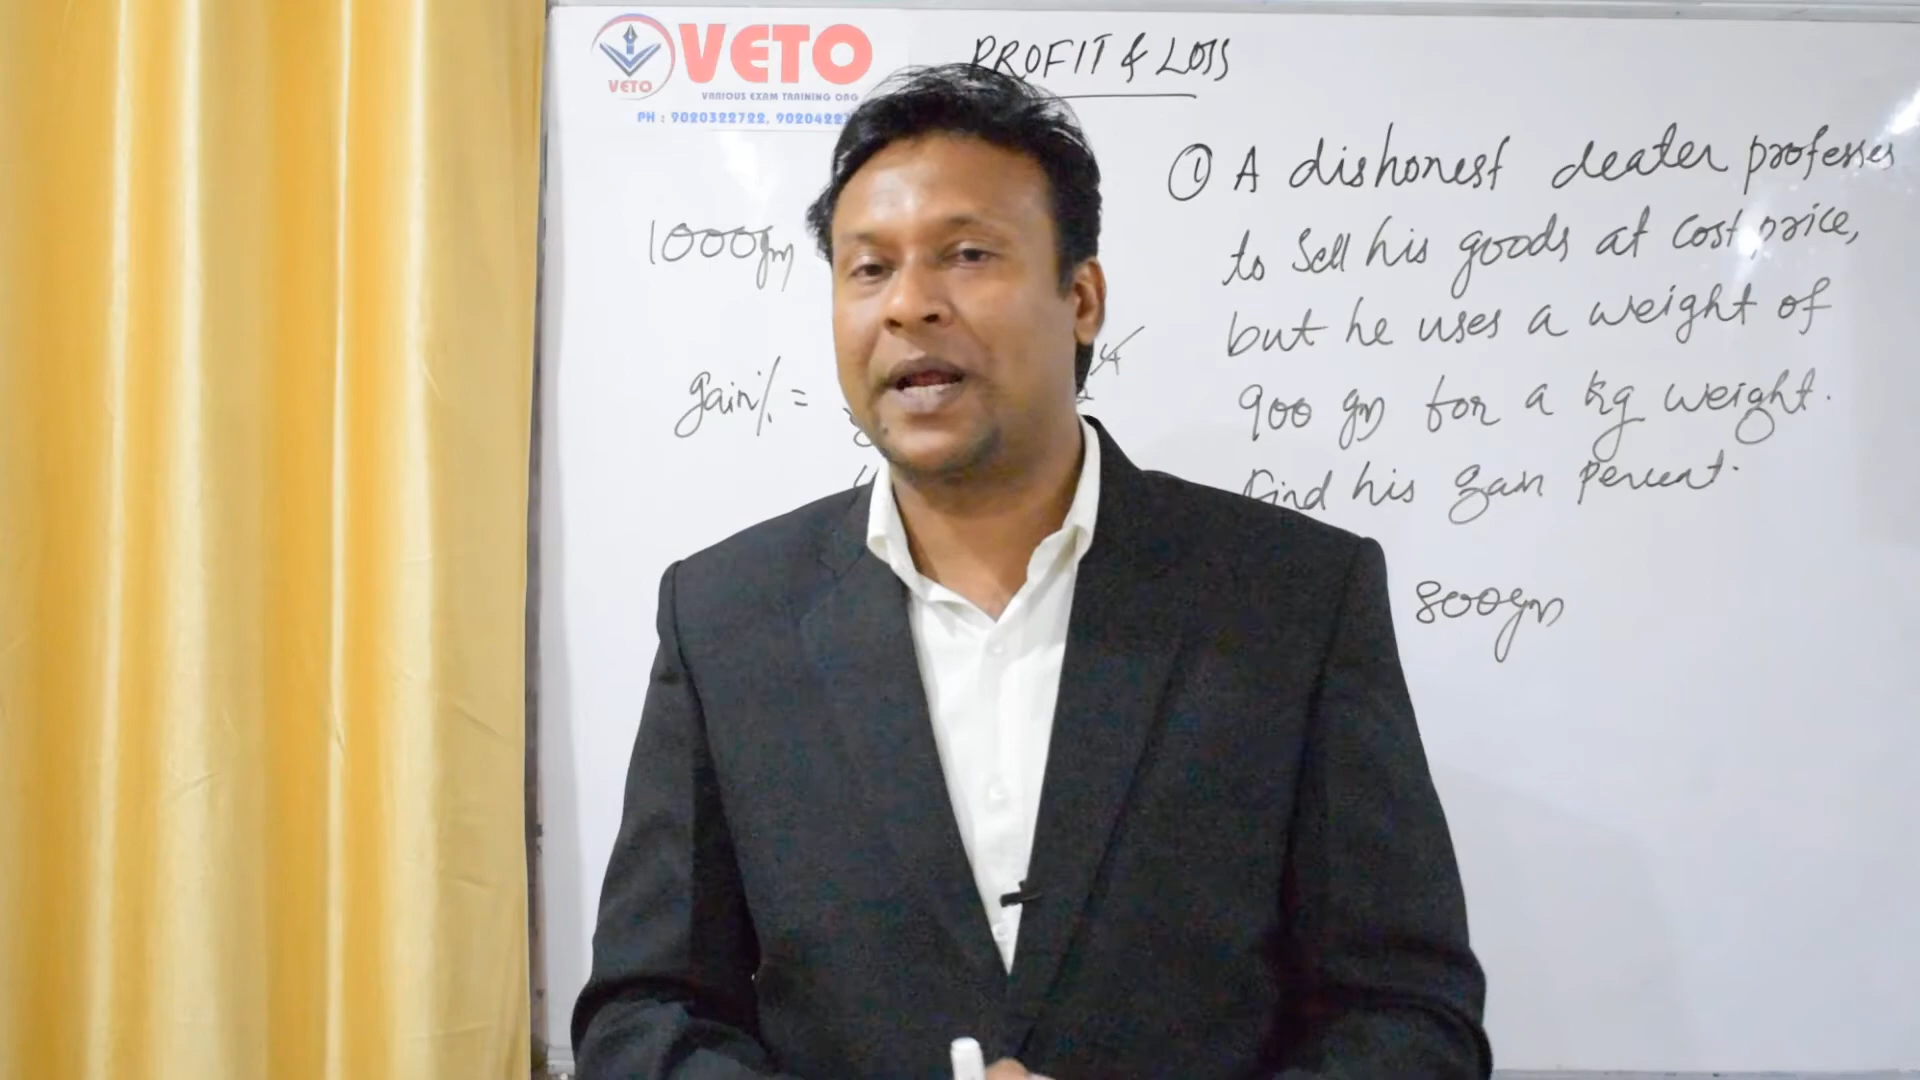 VETO
VETO
VARIOUS EXAM TRAINING ORG
PH : 9020322722, 902042
PROFIT & LOSS
① A dishonest dealer professes
to Sell his goods at cost price,
but he uses a weight of
900 gm for a kg weight.
Find his gain Percent.
1000gm
gain% =
800gm